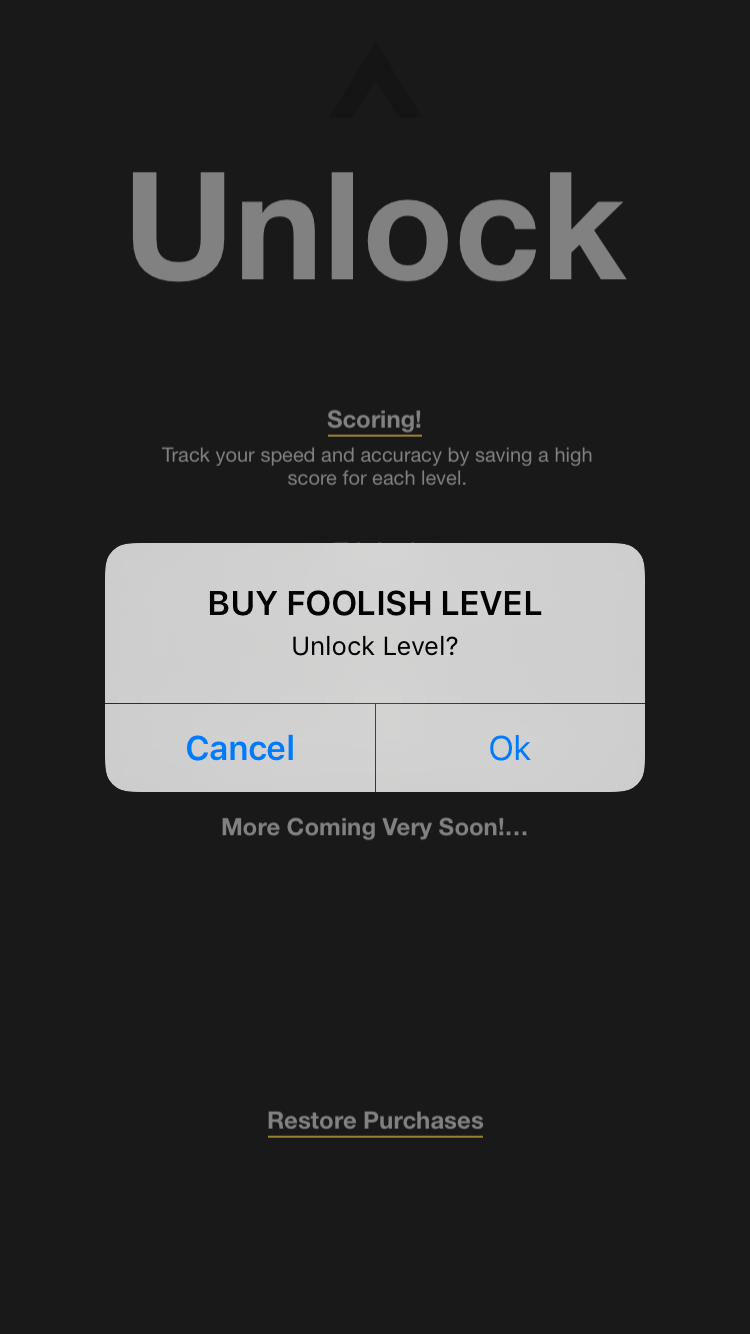 Unlock
Scoring!
Track your speed and accuracy by saving a high
score for each level.
BUY FOOLISH LEVEL
Unlock Level?
Cancel
Ok
More Coming Very Soon!...
Restore Purchases